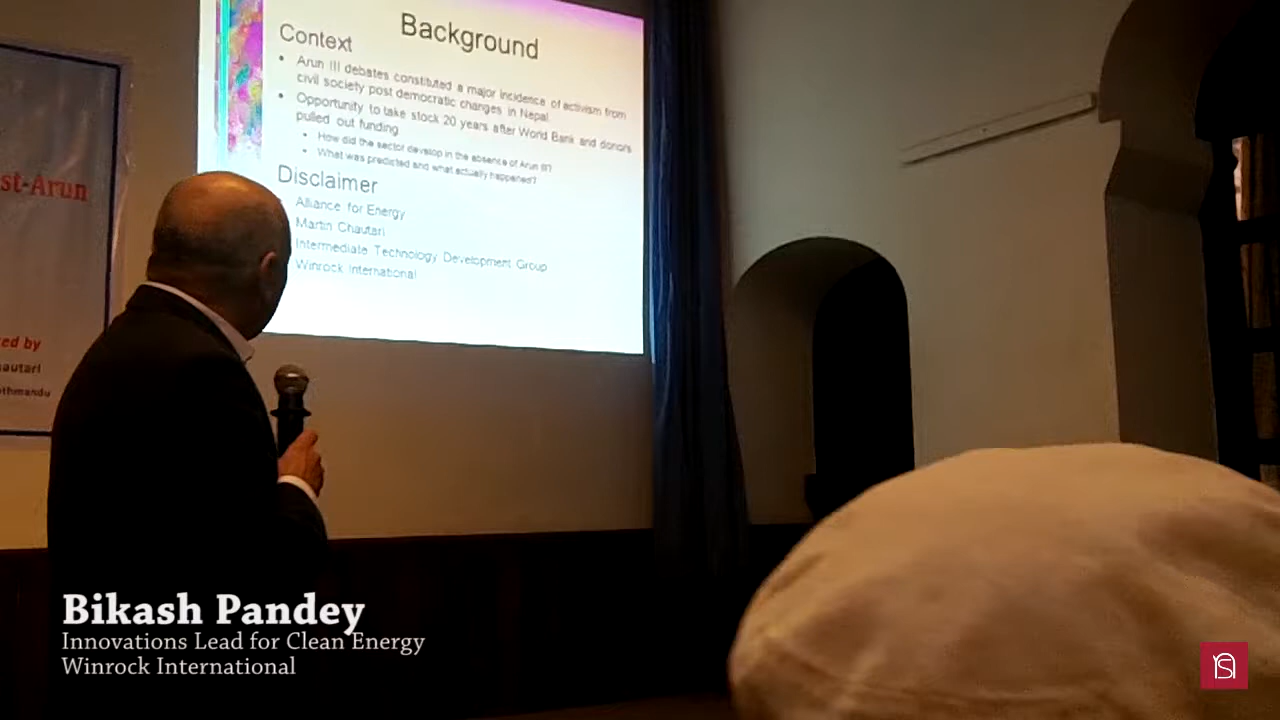 Background
Context
Arun III debates constituted a major incidence of activism from
civil society post democratic changes in Nepal.
Opportunity to take stock 20 years after World Bank and donors
pulled out funding
How did the sector develop in the absence of Arun III?
What was predicted and what actually happened?
Disclaimer
Alliance for Energy
Martin Chautari
Intermediate Technology Development Group
Winrock International
st-Arun
ed by
autari
thmandu
Bikash Pandey
Innovations Lead for Clean Energy
Winrock International